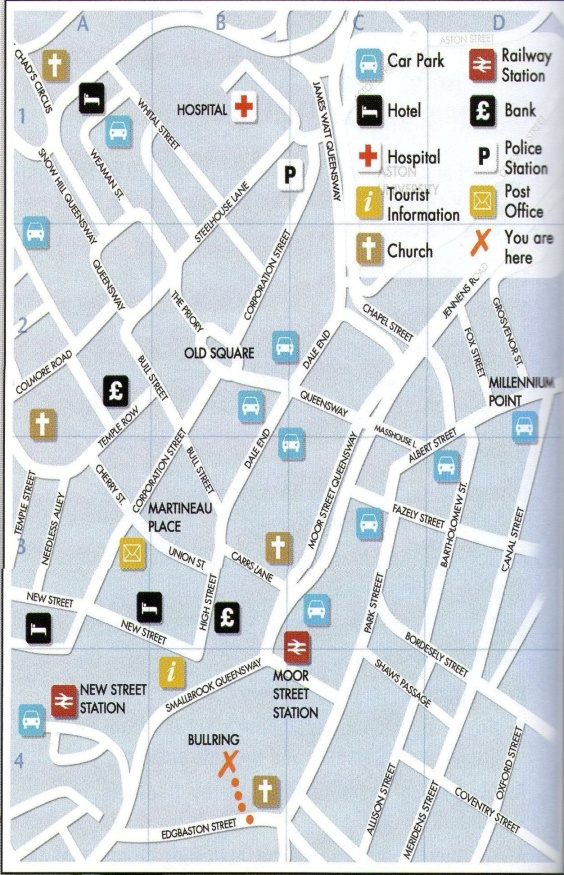 A
B
C
D
ASTON STREET
CHAD'S CIRCUS
Car Park
Railway
Station
Hotel
Bank
HOSPITAL
1
WHITAL STREET
JAMES WATT QUEENSWAY
Hospital
P
Police
Station
WEAMAN ST.
P
ASTON
UNIVERSITY
SNOW HILL QUEENSWAY
STEELHOUSE LANE
i
Tourist
Information
Post
Office
Church
You are
here
CORPORATION STREET
QUEENSWAY
THE PRIORY
JENNENS ROAD
GROSVENOR ST.
CHAPEL STREET
FOX STREET
2
OLD SQUARE
DALE END
COLMORE ROAD
BULL STREET
£
£
MILLENNIUM
POINT
QUEENSWAY
TEMPLE ROW
MASSHOUSE L.
ALBERT STREET
DALE END
BULL STREET
CORPORATION STREET
CHERRY ST.
MOOR STREET QUEENSWAY
BARTHOLOMEW ST.
TEMPLE STREET
NEEDLESS ALLEY
MARTINEAU
PLACE
FAZELY STREET
CANAL STREET
3
UNION ST
CARRS LANE
PARK STREEET
NEW STREET
NEW STREET
HIGH STREET
£
BORDESELY STREET
SHAWS PASSAGE
i
SMALLBROOK QUEENSWAY
MOOR
STREET
STATION
NEW STREET
STATION
4
BULLRING
OXFORD STREET
ALLISON STREET
MERIDENS STREET
COVENTRY STREET
EDGBASTON STREET